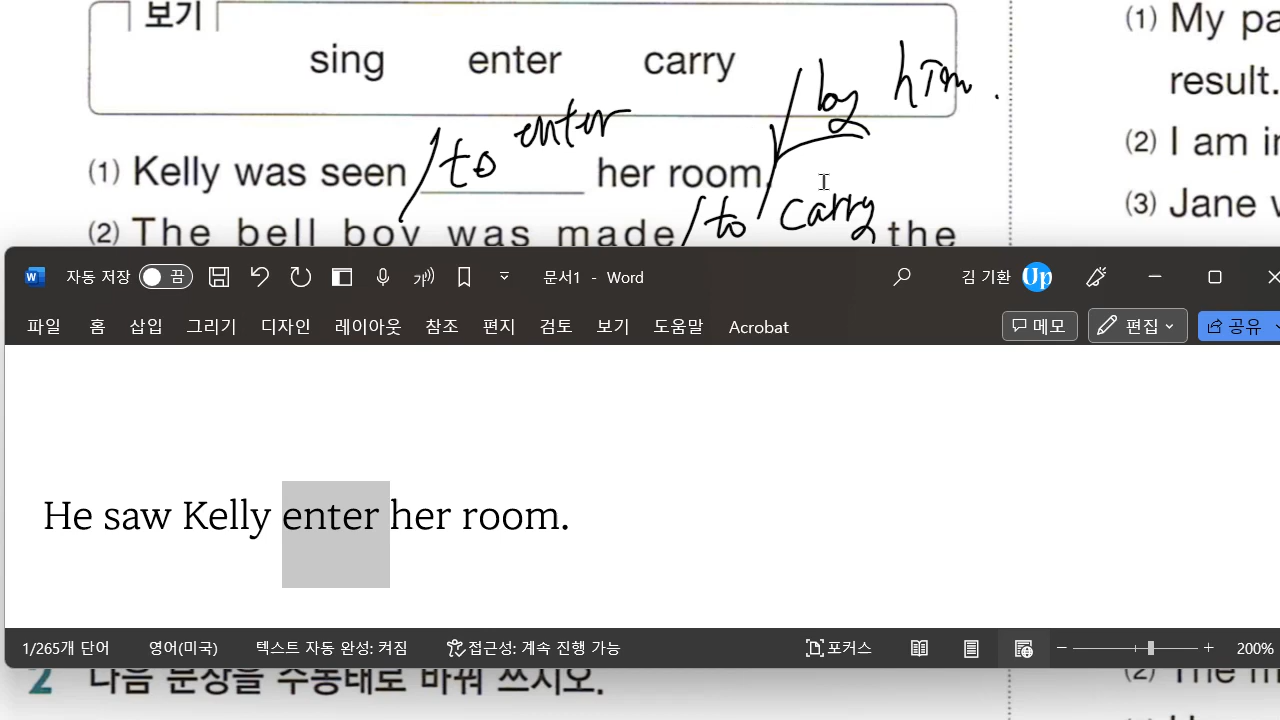 보기
sing enter carry
by him.
(1) Kelly was seen / to enter her room.
(2) The bell boy was made / to carry the
(1) My pa
result.
(2) I am in
(3) Jane w
자동 저장 끔 가 문서1 - Word 김 기환 Up
파일 홈 삽입 그리기 디자인 레이아웃 참조 편지 검토 보기 도움말 Acrobat 메모 편집 공유
He saw Kelly enter her room.
1/265개 단어 영어(미국) 텍스트 자동 완성: 켜짐 접근성: 계속 진행 가능 포커스 200%
2 다음 문장을 수동태로 바꿔 쓰시오.
(2) The m